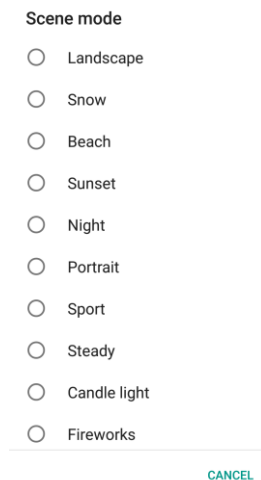 Scene mode
Landscape
Snow
Beach
Sunset
Night
Portrait
Sport
Steady
Candle light
Fireworks
CANCEL